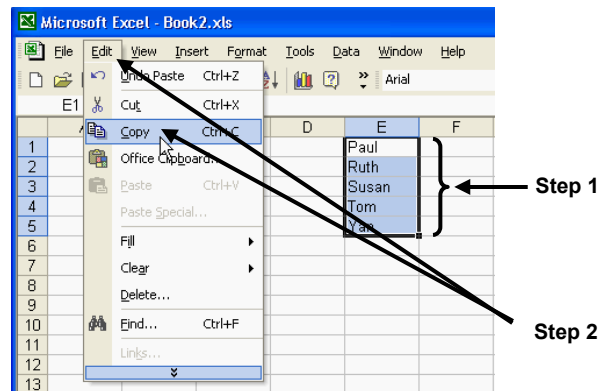 Microsoft Excel - Book2.xls
File Edit View Insert Format Tools Data Window Help
Arial
E1
Undo Paste Ctrl+Z
Cut Ctrl+X
Copy Ctrl+C
Office Clipboard...
Paste Ctrl+V
Paste Special...
Fill
Clear
Delete...
Find... Ctrl+F
Links...
D E F
1 Paul
2 Ruth
3 Susan
4 Tom
5 Yan
6
7
8
9
10
11
12
13
Step 1
Step 2